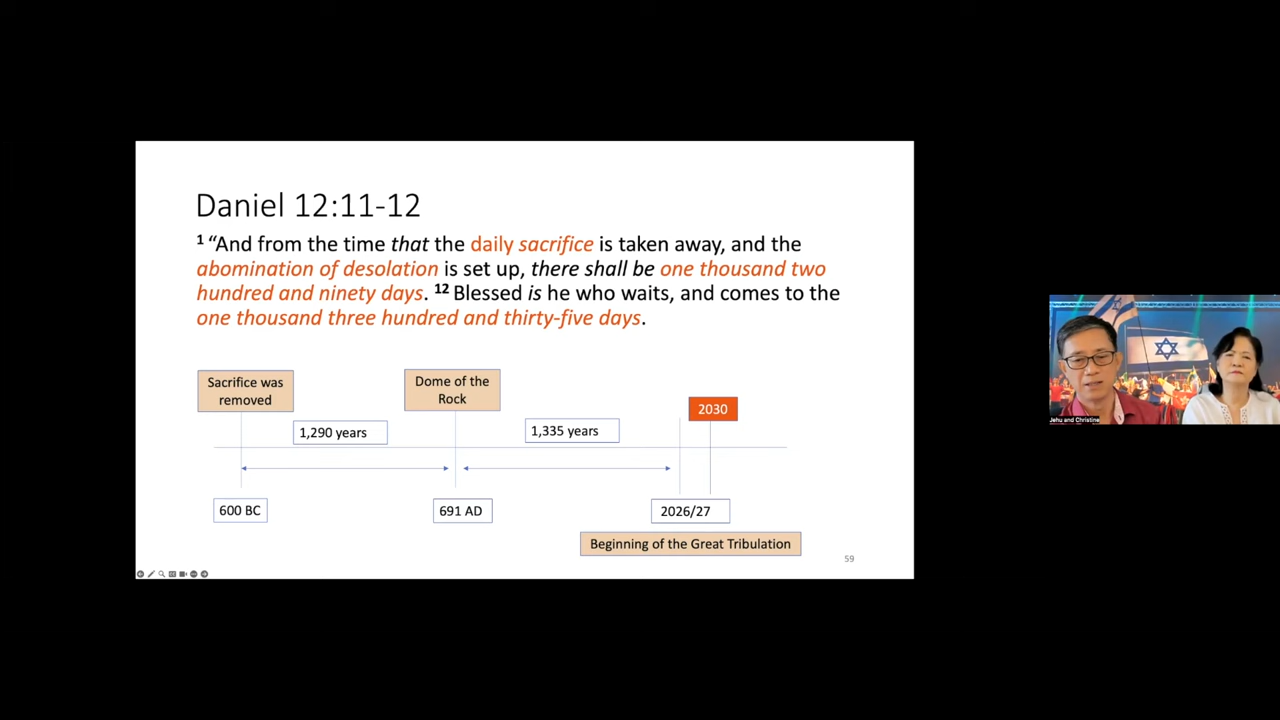 Daniel 12:11-12
1 “And from the time that the daily sacrifice is taken away, and the
abomination of desolation is set up, there shall be one thousand two
hundred and ninety days. 12 Blessed is he who waits, and comes to the
one thousand three hundred and thirty-five days.
Sacrifice was
removed
Dome of the
Rock
2030
1,290 years
1,335 years
600 BC
691 AD
2026/27
Beginning of the Great Tribulation
59
Jehu and Christine